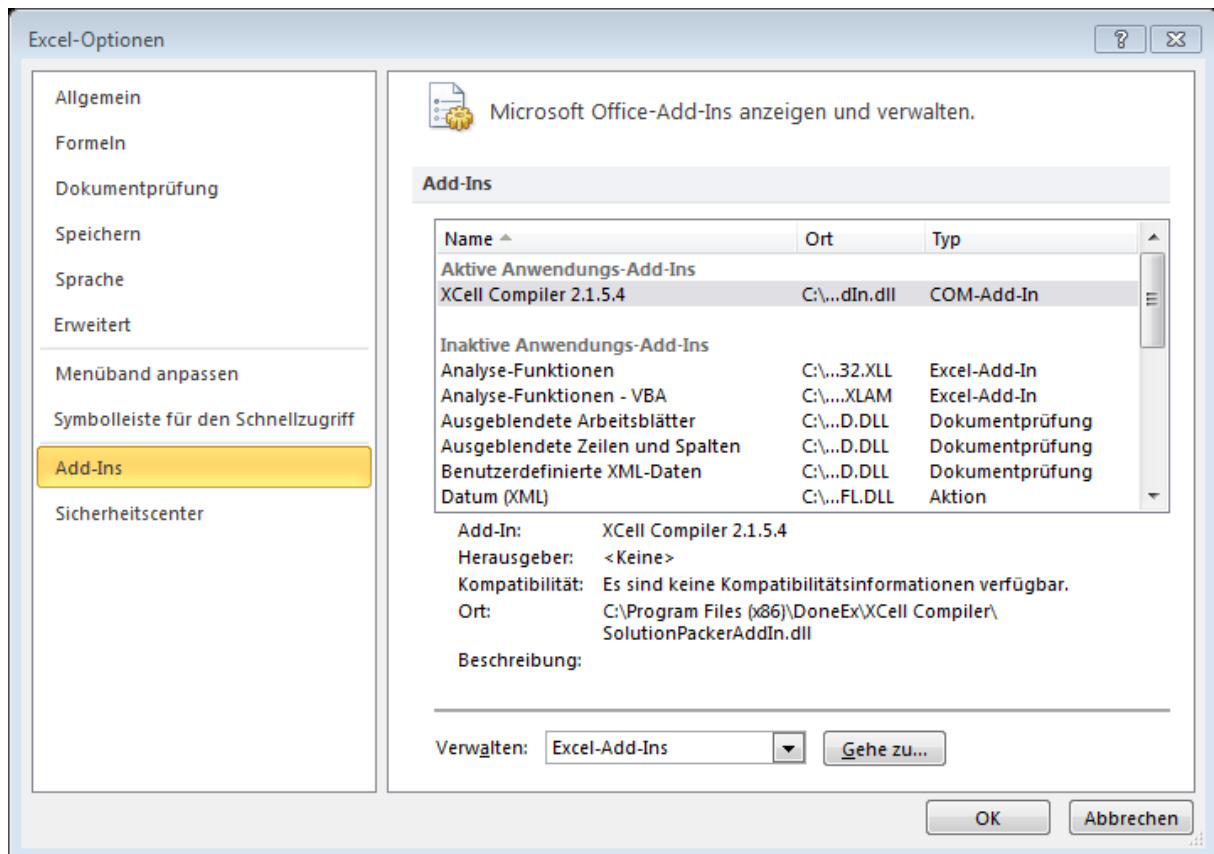 Excel-Optionen
Allgemein
Formeln
Dokumentprüfung
Speichern
Sprache
Erweitert
Menüband anpassen
Symbolleiste für den Schnellzugriff
Add-Ins
Sicherheitscenter
Microsoft Office-Add-Ins anzeigen und verwalten.
Add-Ins
Name Ort Typ
Aktive Anwendungs-Add-Ins
XCell Compiler 2.1.5.4 C:\...dIn.dll COM-Add-In
Inaktive Anwendungs-Add-Ins
Analyse-Funktionen C:\...32.XLL Excel-Add-In
Analyse-Funktionen - VBA C:\....XLAM Excel-Add-In
Ausgeblendete Arbeitsblätter C:\...D.DLL Dokumentprüfung
Ausgeblendete Zeilen und Spalten C:\...D.DLL Dokumentprüfung
Benutzerdefinierte XML-Daten C:\...D.DLL Dokumentprüfung
Datum (XML) C:\...FL.DLL Aktion
Add-In: XCell Compiler 2.1.5.4
Herausgeber: <Keine>
Kompatibilität: Es sind keine Kompatibilitätsinformationen verfügbar.
Ort: C:\Program Files (x86)\DoneEx\XCell Compiler\
SolutionPackerAddIn.dll
Beschreibung:
Verwalten: Excel-Add-Ins Gehe zu...
OK Abbrechen